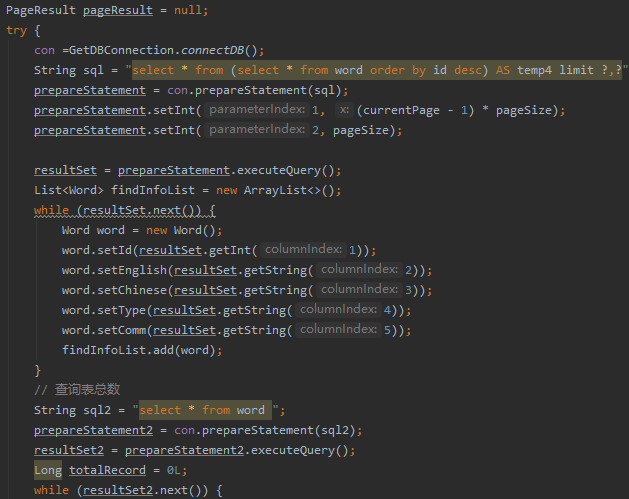 PageResult pageResult = null;
try {
con =GetDBConnection.connectDB();
String sql = "select * from (select * from word order by id desc) AS temp4 limit ?,?"
prepareStatement = con.prepareStatement(sql);
prepareStatement.setInt( parameterIndex: 1, x: (currentPage - 1) * pageSize);
prepareStatement.setInt( parameterIndex: 2, pageSize);
resultSet = prepareStatement.executeQuery();
List<Word> findInfoList = new ArrayList<>();
while (resultSet.next()) {
Word word = new Word();
word.setId(resultSet.getInt( columnIndex: 1));
word.setEnglish(resultSet.getString( columnIndex: 2));
word.setChinese(resultSet.getString( columnIndex: 3));
word.setType(resultSet.getString( columnIndex: 4));
word.setComm(resultSet.getString( columnIndex: 5));
findInfoList.add(word);
}
// 查询表总数
String sql2 = "select * from word ";
prepareStatement2 = con.prepareStatement(sql2);
resultSet2 = prepareStatement2.executeQuery();
Long totalRecord = 0L;
while (resultSet2.next()) {